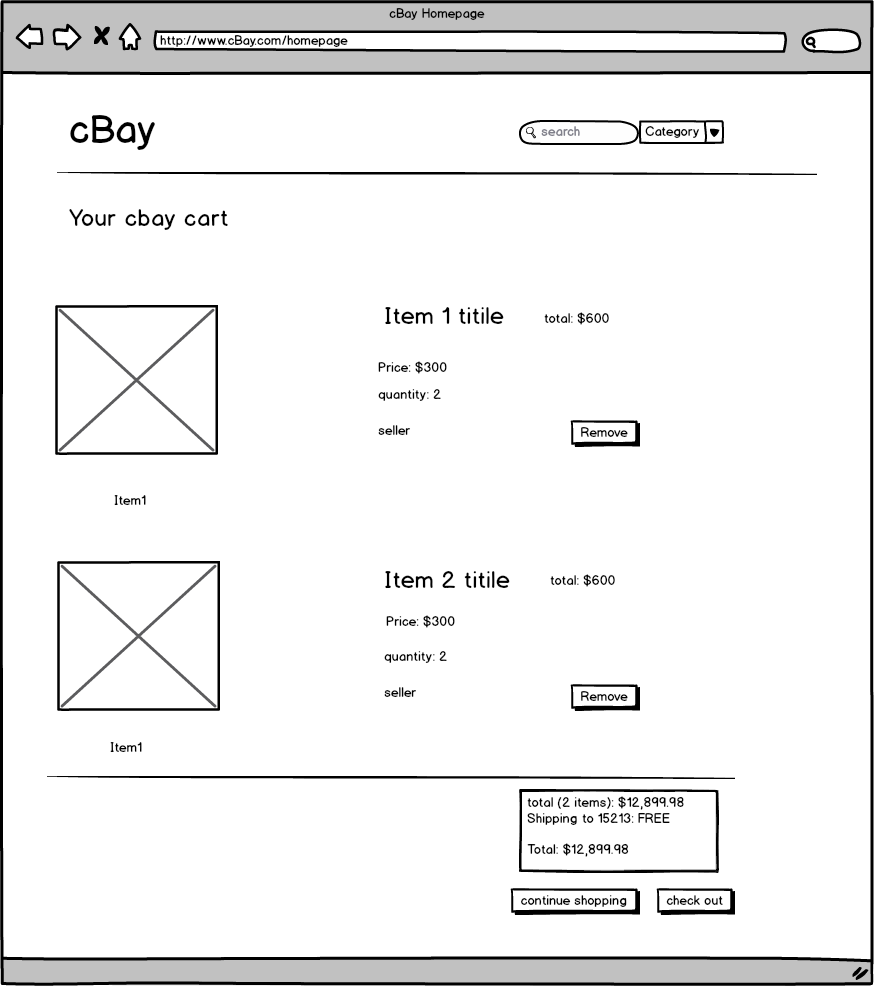 cBay Homepage
http://www.cBay.com/homepage
cBay
search
Category
Your cbay cart
Item 1 titile
total: $600
Price: $300
quantity: 2
seller
Remove
Item1
Item 2 titile
total: $600
Price: $300
quantity: 2
seller
Remove
Item1
total (2 items): $12,899.98
Shipping to 15213: FREE
Total: $12,899.98
continue shopping
check out